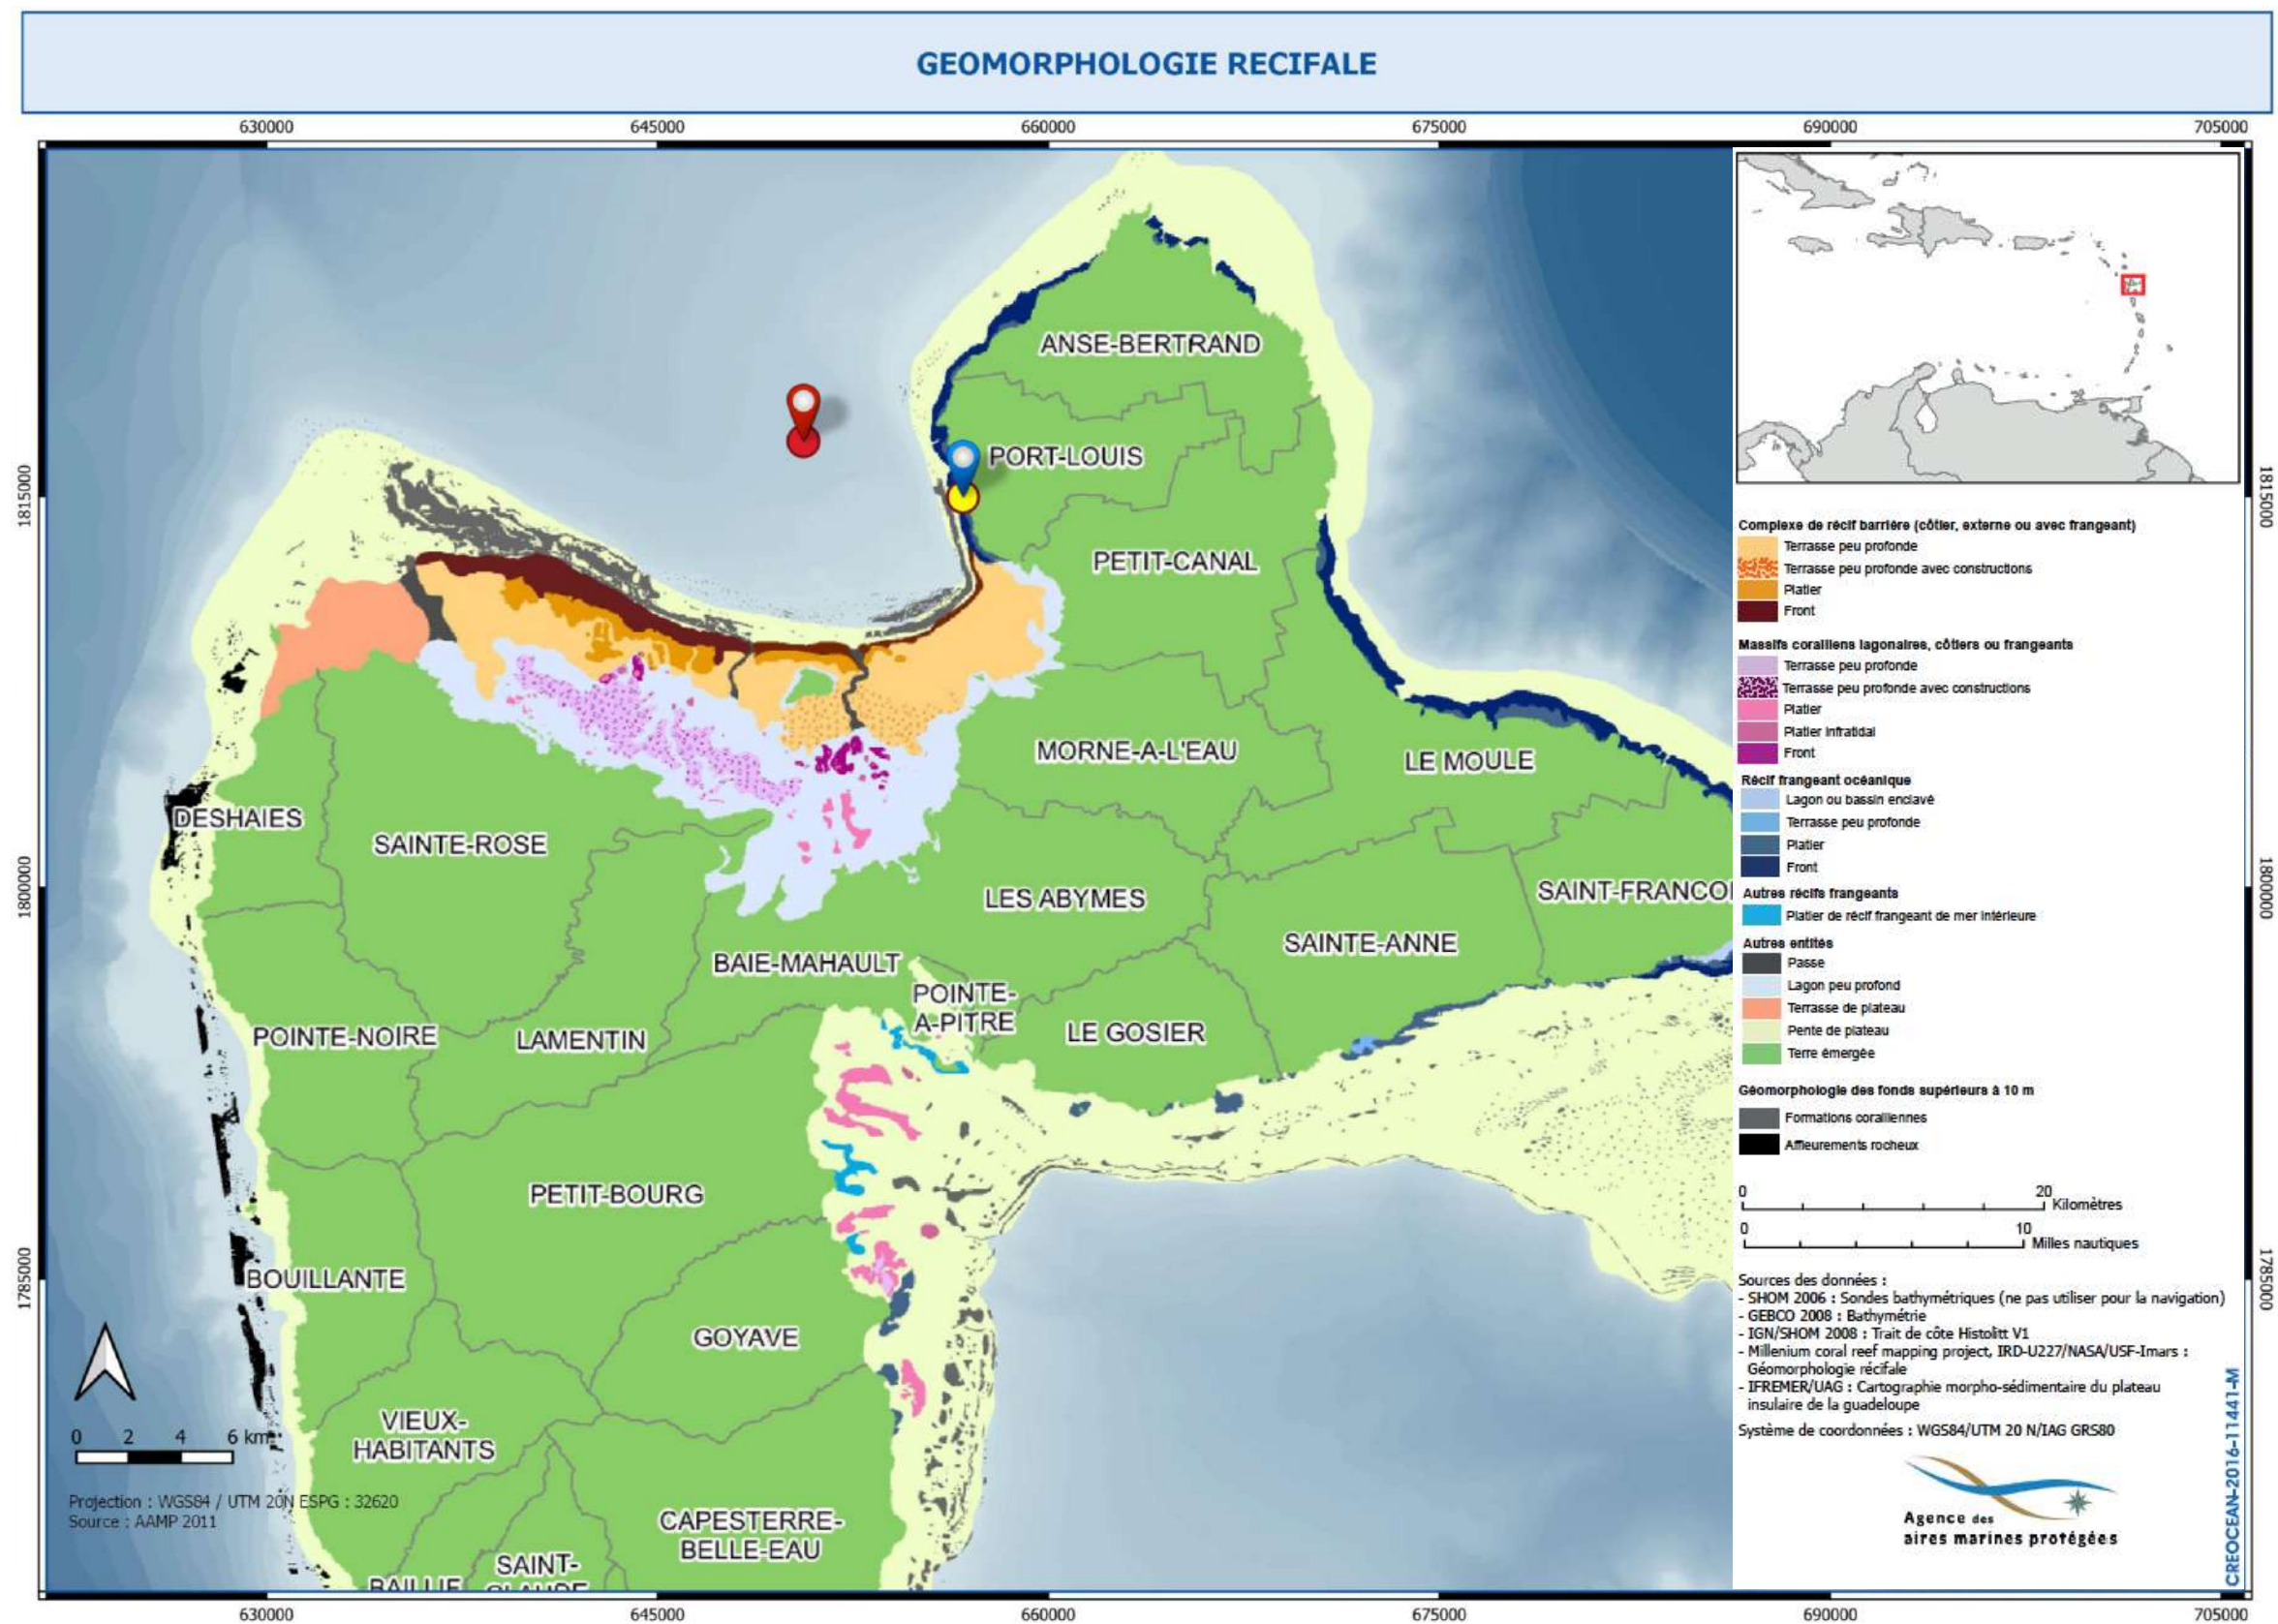 GEOMORPHOLOGIE RECIFALE
630000
645000
660000
675000
690000
705000
1815000
1815000
1800000
1800000
1785000
1785000
ANSE-BERTRAND
PORT-LOUIS
PETIT-CANAL
MORNE-A-L'EAU
LE MOULE
DESHAIES
SAINTE-ROSE
LES ABYMES
SAINT-FRANCOI
SAINTE-ANNE
BAIE-MAHAULT
POINTE-
A-PITRE
POINTE-NOIRE
LAMENTIN
LE GOSIER
PETIT-BOURG
BOUILLANTE
GOYAVE
VIEUX-
HABITANTS
CAPESTERRE-
BELLE-EAU
SAINT-
0 2 4 6 km
Projection : WGS84 / UTM 20N ESPG : 32620
Source : AAMP 2011
Complexe de récif barrière (côtier, externe ou avec frangeant)
Terrasse peu profonde
Terrasse peu profonde avec constructions
Platier
Front
Massifs coralliens lagonaires, côtiers ou frangeants
Terrasse peu profonde
Terrasse peu profonde avec constructions
Platier
Platier infratidal
Front
Récif frangeant océanique
Lagon ou bassin enclavé
Terrasse peu profonde
Platier
Front
Autres récifs frangeants
Platier de récif frangeant de mer intérieure
Autres entités
Passe
Lagon peu profond
Terrasse de plateau
Pente de plateau
Terre émergée
Géomorphologie des fonds supérieurs à 10 m
Formations coralliennes
Affleurements rocheux
0 20
Kilomètres
0 10
Milles nautiques
Sources des données :
- SHOM 2006 : Sondes bathymétriques (ne pas utiliser pour la navigation)
- GEBCO 2008 : Bathymétrie
- IGN/SHOM 2008 : Trait de côte Histolitt V1
- Millenium coral reef mapping project, IRD-U227/NASA/USF-Imars :
Géomorphologie récifale
- IFREMER/UAG : Cartographie morpho-sédimentaire du plateau
insulaire de la guadeloupe
Système de coordonnées : WGS84/UTM 20 N/IAG GRS80
Agence des
aires marines protégées
CREOCEAN-2016-11441-M
630000
645000
660000
675000
690000
705000